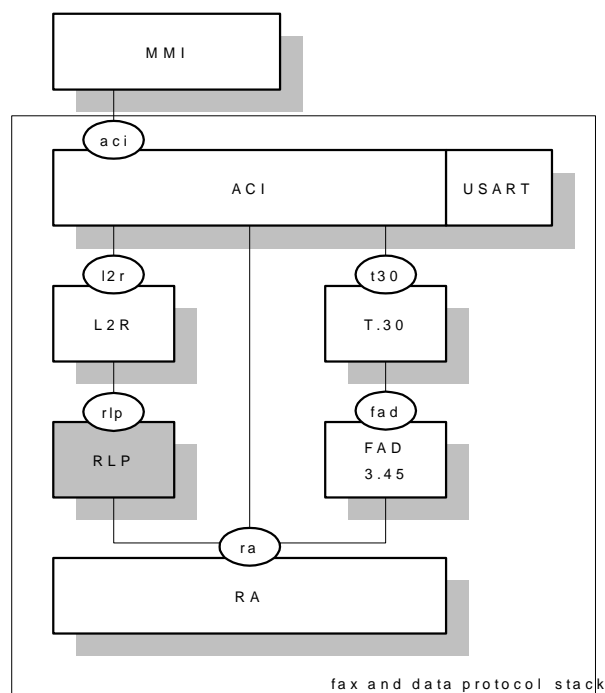 MMI
aci
ACI
USART
l2r
t30
L2R
T.30
rlp
fad
RLP
FAD
3.45
ra
RA
fax and data protocol stack